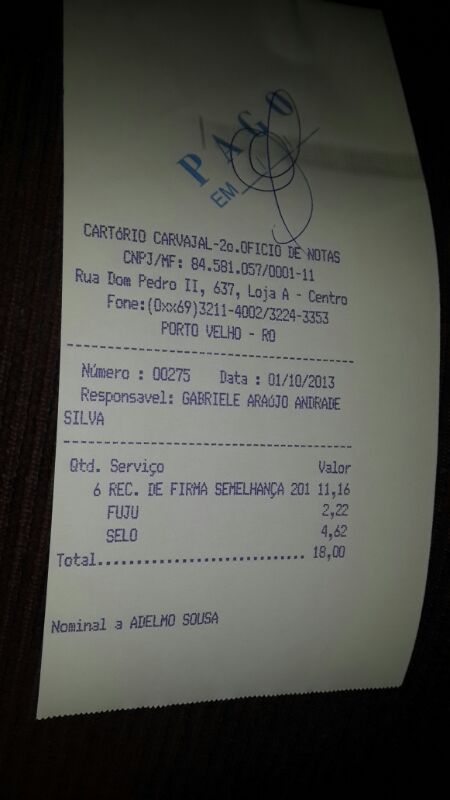 PAGO
EM
CARTóRIO CARVAJAL-2o.OFICIO DE NOTAS
CNPJ/MF: 84.581.057/0001-11
Rua Dom Pedro II, 637, Loja A - Centro
Fone:(0xx69)3211-4002/3224-3353
PORTO VELHO - RO
Número : 00275 Data : 01/10/2013
Responsavel: GABRIELE ARAúJO ANDRADE
SILVA
Qtd. Serviço Valor
6 REC. DE FIRMA SEMELHANÇA 201 11,16
FUJU 2,22
SELO 4,62
Total............................ 18,00
Nominal a ADELMO SOUSA